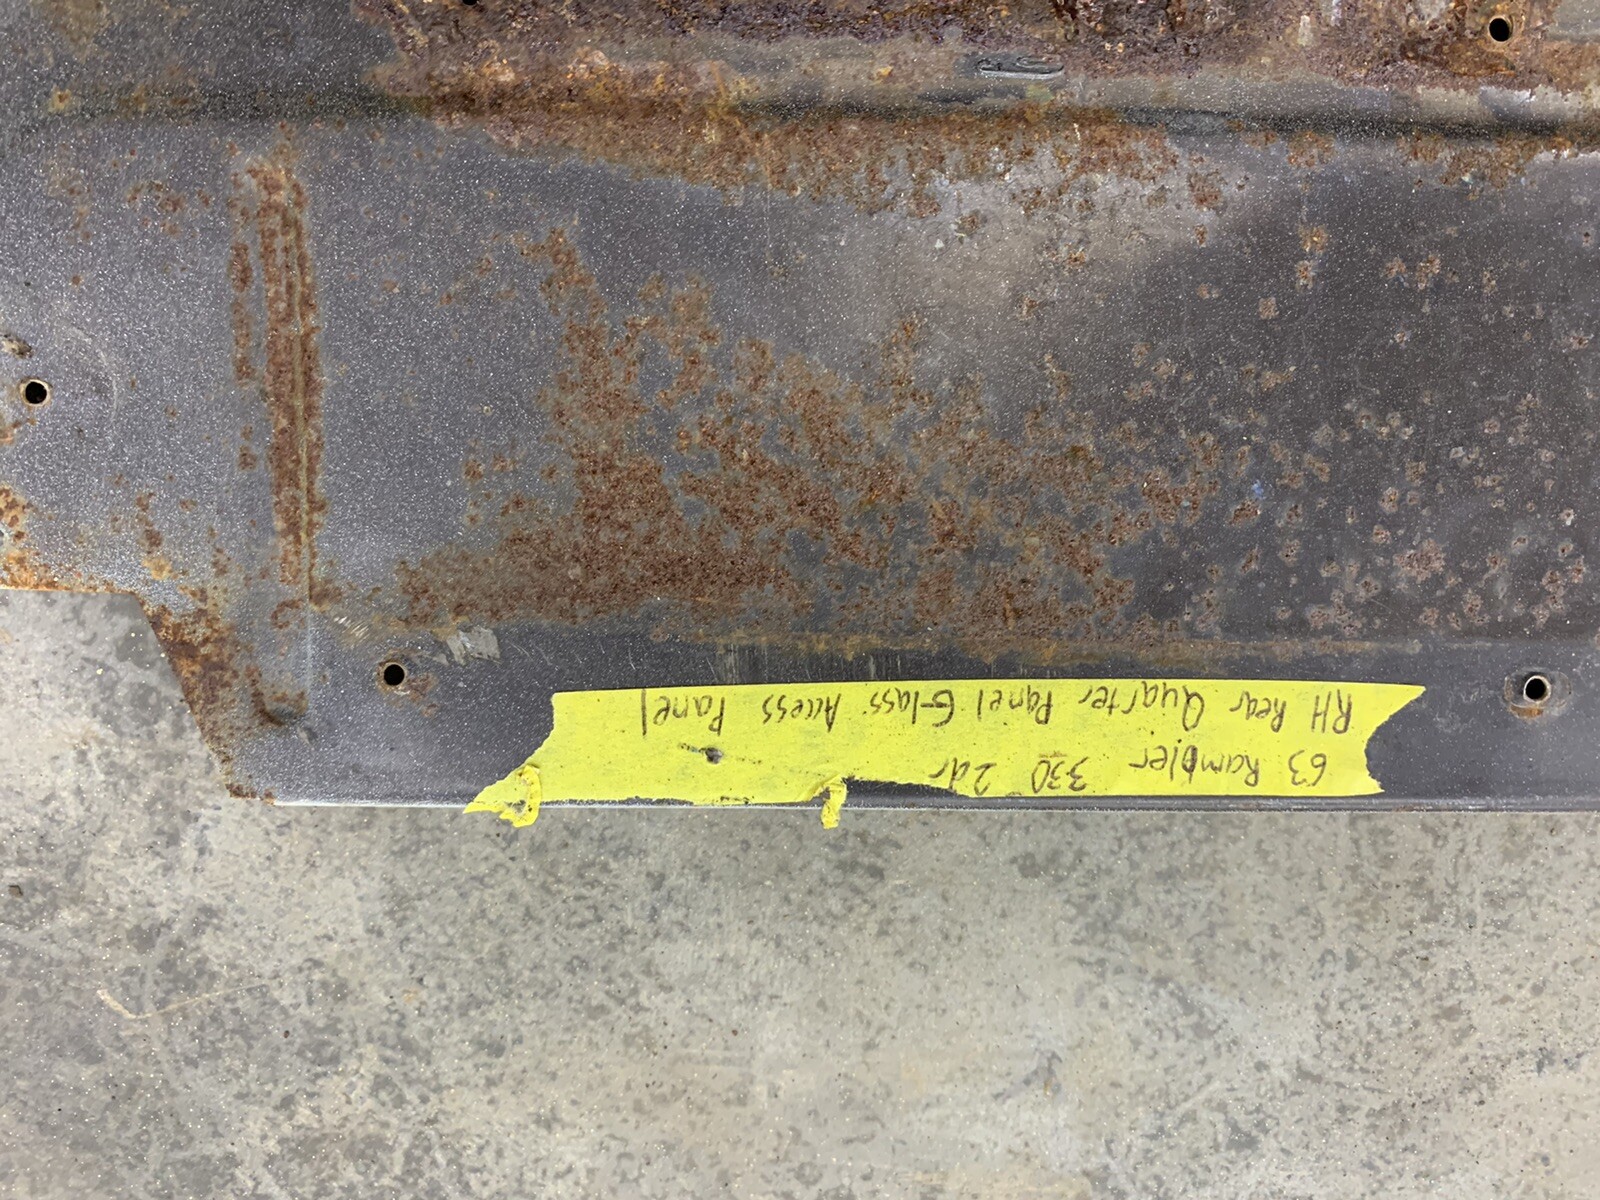 63 Rambler 330 2dr
RH Rear Quarter Panel Glass Access Panel